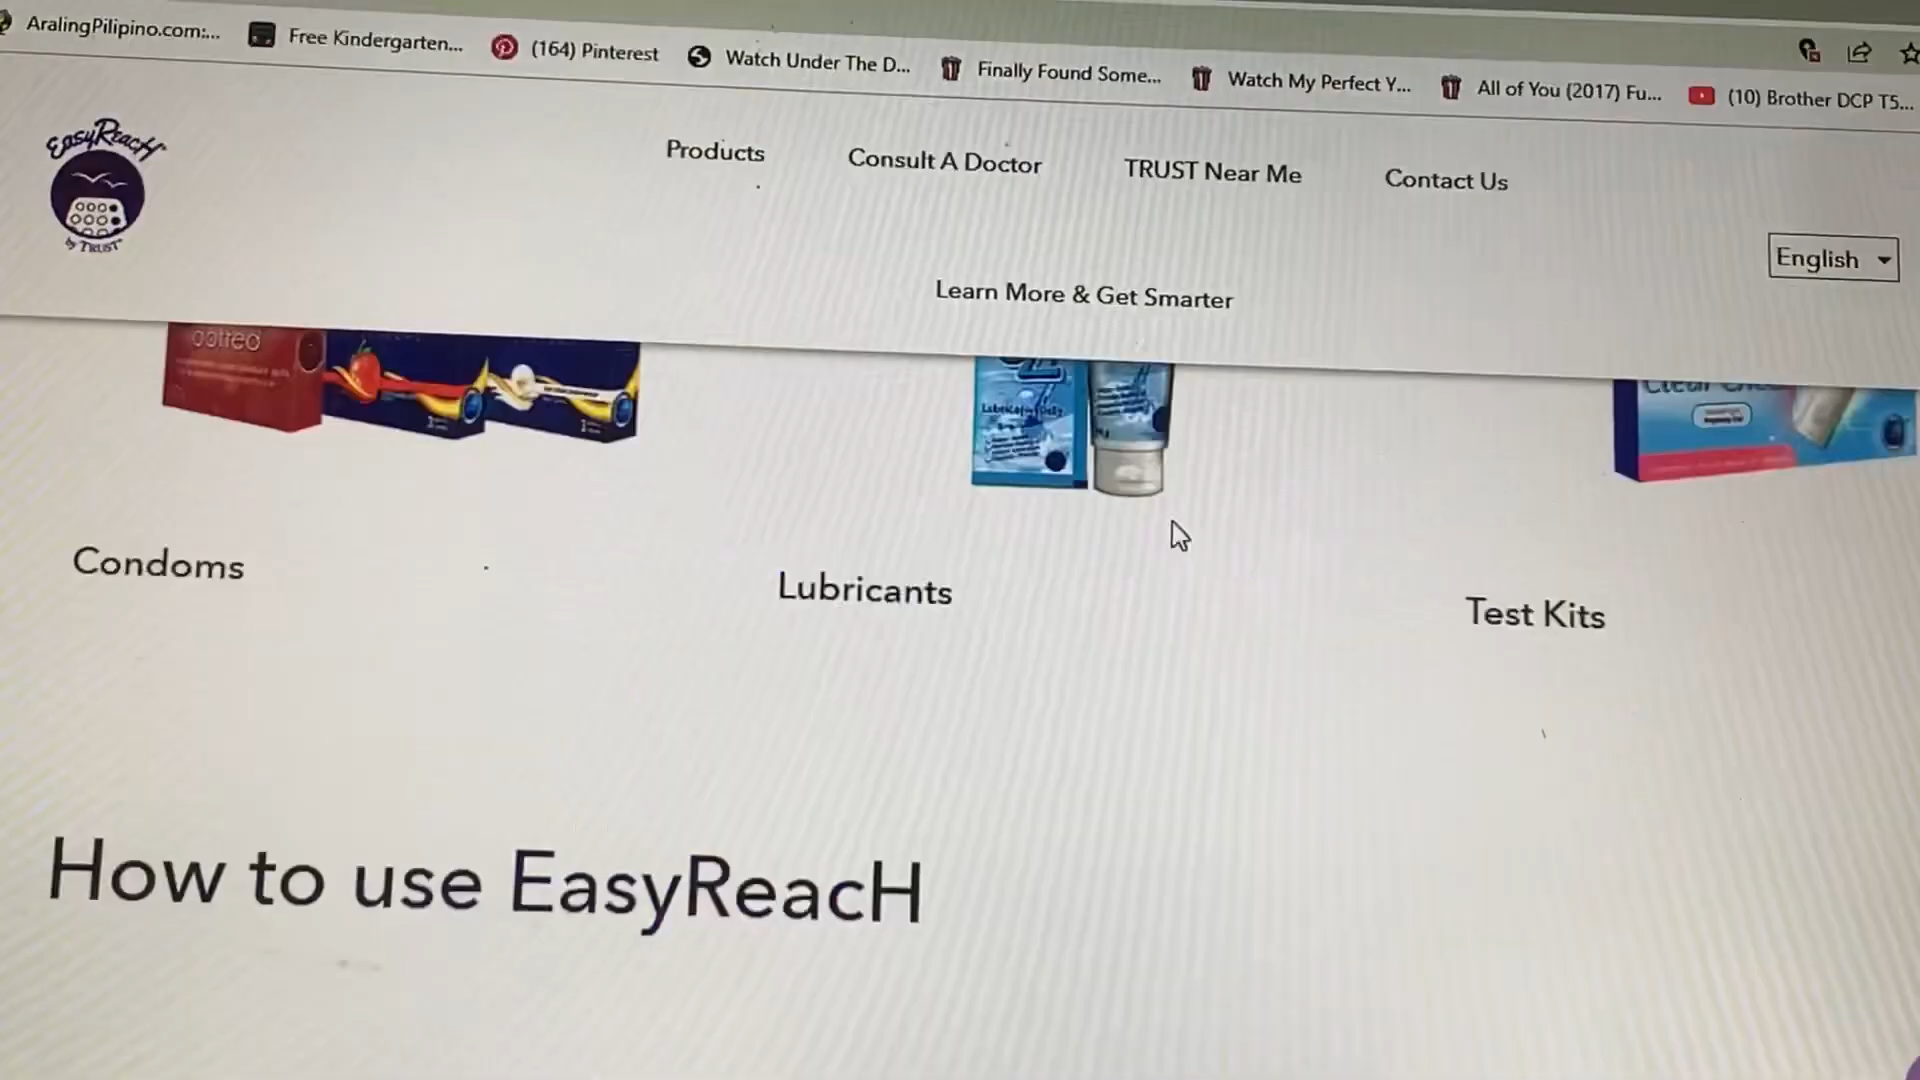 AralingPilipino.com:...
Free Kindergarten...
(164) Pinterest
Watch Under The D...
Finally Found Some...
Watch My Perfect Y...
All of You (2017) Fu...
(10) Brother DCP T5...
EasyReacH
by TRUST
Products
Consult A Doctor
TRUST Near Me
Contact Us
English
Learn More & Get Smarter
Condoms
Lubricants
Test Kits
How to use EasyReacH